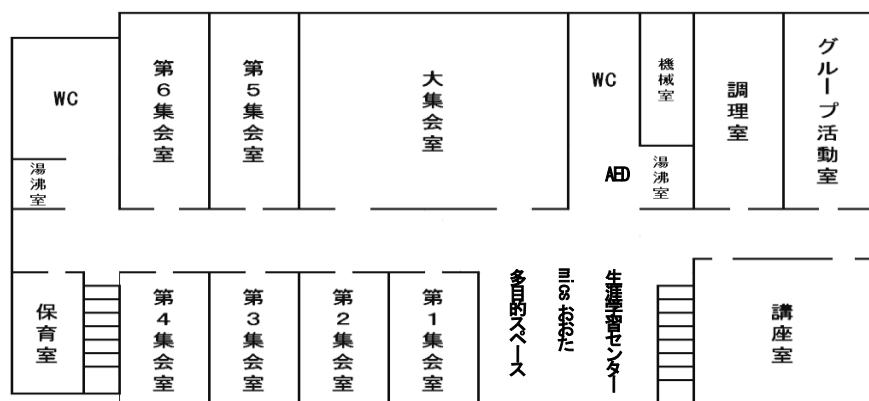 WC
第6集会室
第5集会室
大集会室
WC
機械室
調理室
グループ活動室
湯沸室
AED
湯沸室
保育室
第4集会室
第3集会室
第2集会室
第1集会室
多目的スペース
micsおおた
生涯学習センター
講座室